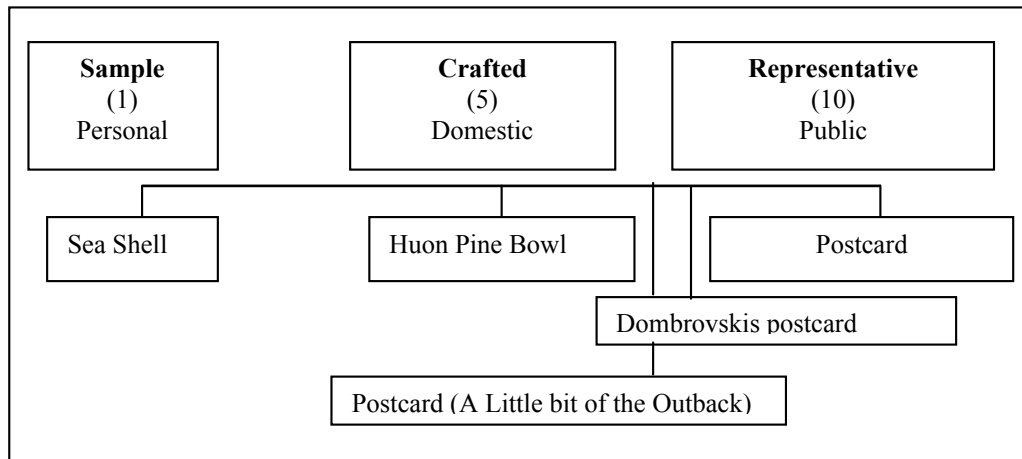 Sample
(1)
Personal
Crafted
(5)
Domestic
Representative
(10)
Public
Sea Shell
Huon Pine Bowl
Postcard
Dombrovskis postcard
Postcard (A Little bit of the Outback)